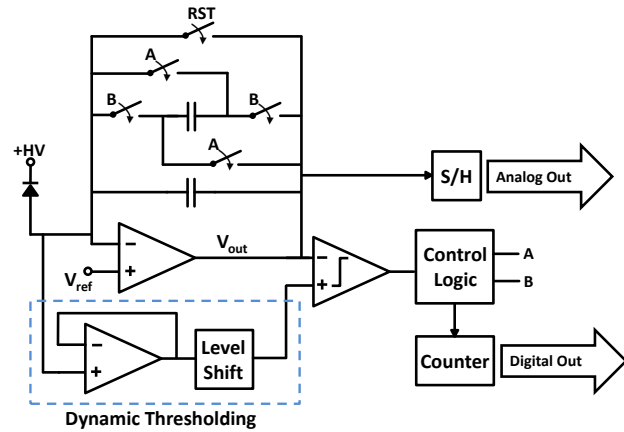 RST
A
B
B
A
+HV
S/H
Analog Out
V_out
V_ref
Control
Logic
A
B
Level
Shift
Counter
Digital Out
Dynamic Thresholding